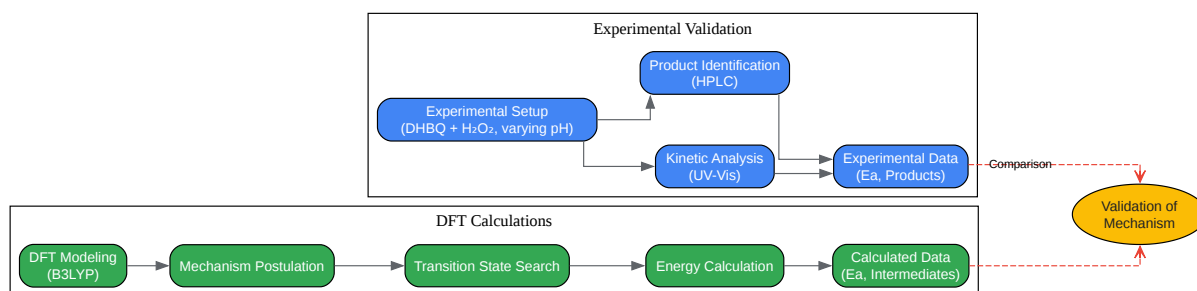 Experimental Validation
Product Identification
(HPLC)
Experimental Setup
(DHBQ + H₂O₂, varying pH)
Kinetic Analysis
(UV-Vis)
Experimental Data
(Ea, Products)
Comparison
Validation of
Mechanism
DFT Calculations
DFT Modeling
(B3LYP)
Mechanism Postulation
Transition State Search
Energy Calculation
Calculated Data
(Ea, Intermediates)